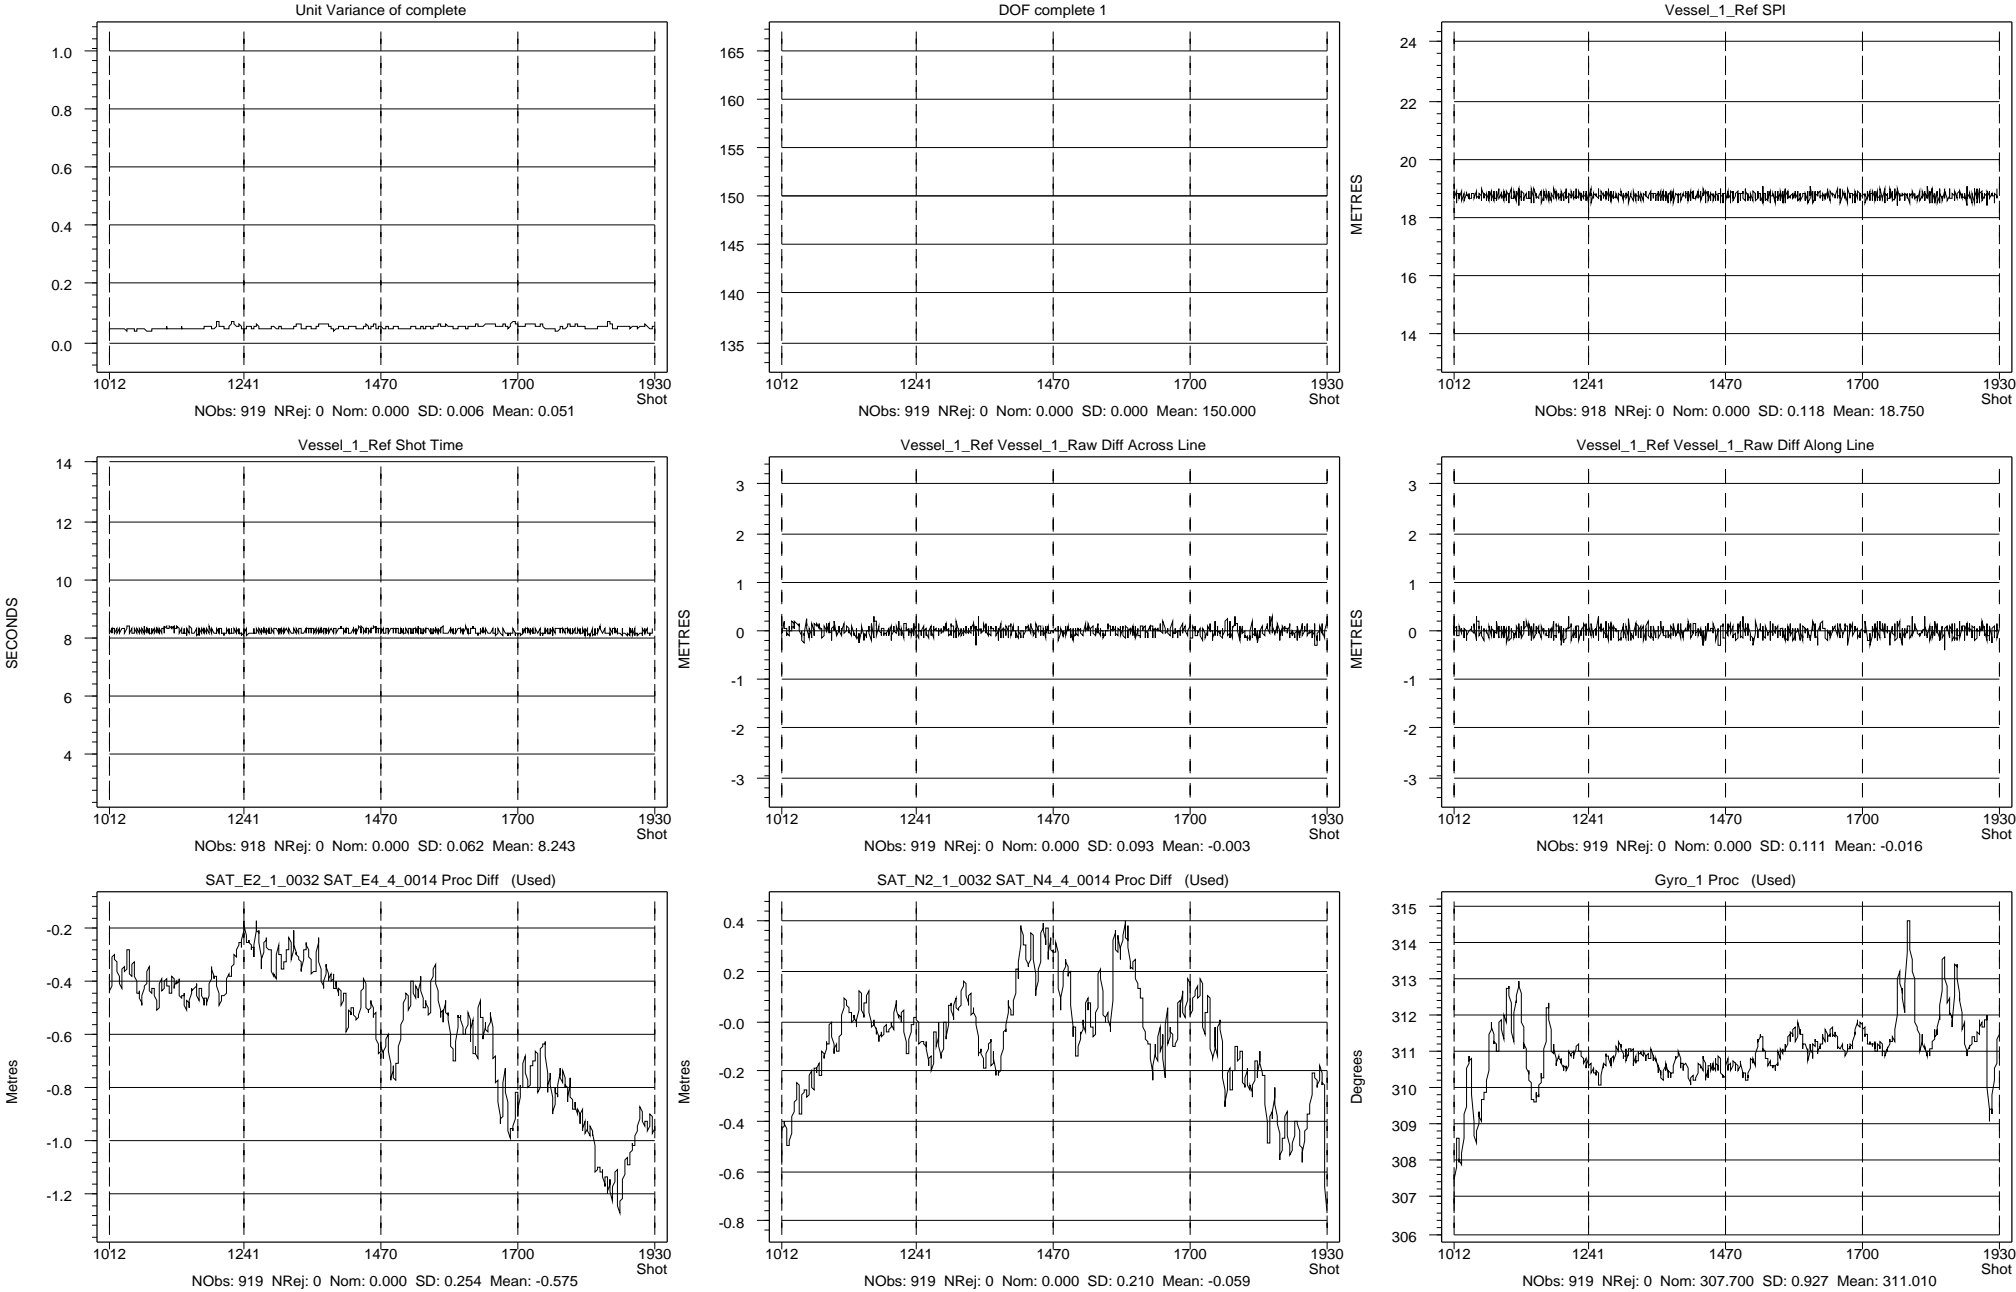 Unit Variance of complete
1.0
0.8
0.6
0.4
0.2
0.0
1012 1241 1470 1700 1930
Shot
NObs: 919 NRej: 0 Nom: 0.000 SD: 0.006 Mean: 0.051
DOF complete 1
165
160
155
150
145
140
135
1012 1241 1470 1700 1930
Shot
NObs: 919 NRej: 0 Nom: 0.000 SD: 0.000 Mean: 150.000
Vessel_1_Ref SPI
METRES
24
22
20
18
16
14
1012 1241 1470 1700 1930
Shot
NObs: 918 NRej: 0 Nom: 0.000 SD: 0.118 Mean: 18.750
Vessel_1_Ref Shot Time
SECONDS
14
12
10
8
6
4
1012 1241 1470 1700 1930
Shot
NObs: 918 NRej: 0 Nom: 0.000 SD: 0.062 Mean: 8.243
Vessel_1_Ref Vessel_1_Raw Diff Across Line
METRES
3
2
1
0
-1
-2
-3
1012 1241 1470 1700 1930
Shot
NObs: 919 NRej: 0 Nom: 0.000 SD: 0.093 Mean: -0.003
Vessel_1_Ref Vessel_1_Raw Diff Along Line
METRES
3
2
1
0
-1
-2
-3
1012 1241 1470 1700 1930
Shot
NObs: 919 NRej: 0 Nom: 0.000 SD: 0.111 Mean: -0.016
SAT_E2_1_0032 SAT_E4_4_0014 Proc Diff (Used)
Metres
-0.2
-0.4
-0.6
-0.8
-1.0
-1.2
1012 1241 1470 1700 1930
Shot
NObs: 919 NRej: 0 Nom: 0.000 SD: 0.254 Mean: -0.575
SAT_N2_1_0032 SAT_N4_4_0014 Proc Diff (Used)
Metres
0.4
0.2
-0.0
-0.2
-0.4
-0.6
-0.8
1012 1241 1470 1700 1930
Shot
NObs: 919 NRej: 0 Nom: 0.000 SD: 0.210 Mean: -0.059
Gyro_1 Proc (Used)
Degrees
315
314
313
312
311
310
309
308
307
306
1012 1241 1470 1700 1930
Shot
NObs: 919 NRej: 0 Nom: 307.700 SD: 0.927 Mean: 311.010